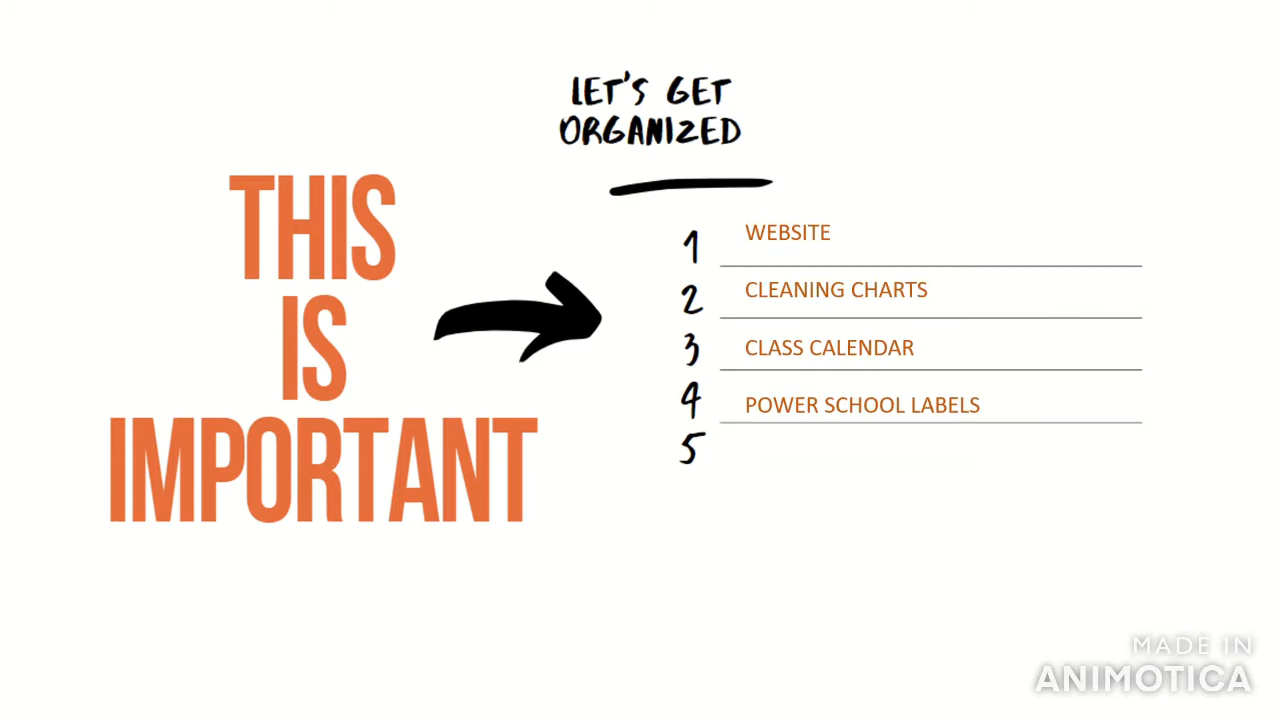 LET'S GET
ORGANIZED
THIS
IS
IMPORTANT
1 WEBSITE
2 CLEANING CHARTS
3 CLASS CALENDAR
4 POWER SCHOOL LABELS
5
MADE IN
ANIMOTICA